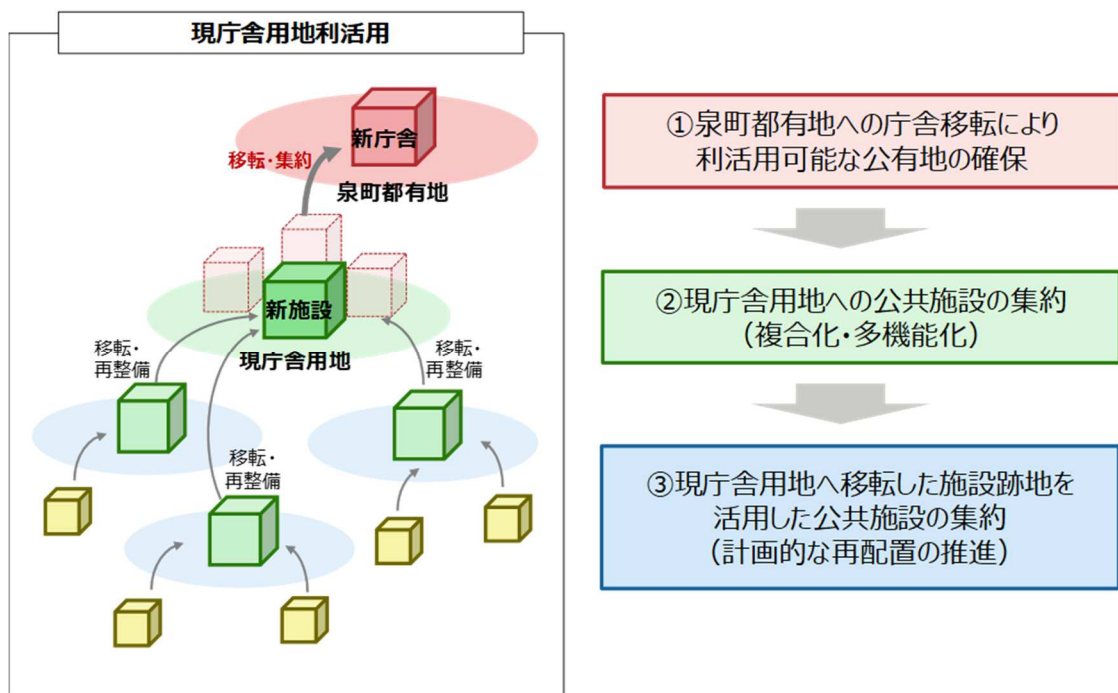 現庁舎用地利活用
新庁舎
移転・集約
泉町都有地
新施設
現庁舎用地
移転・
再整備
移転・
再整備
移転・
再整備
①泉町都有地への庁舎移転により
利活用可能な公有地の確保
②現庁舎用地への公共施設の集約
（複合化・多機能化）
③現庁舎用地へ移転した施設跡地を
活用した公共施設の集約
（計画的な再配置の推進）